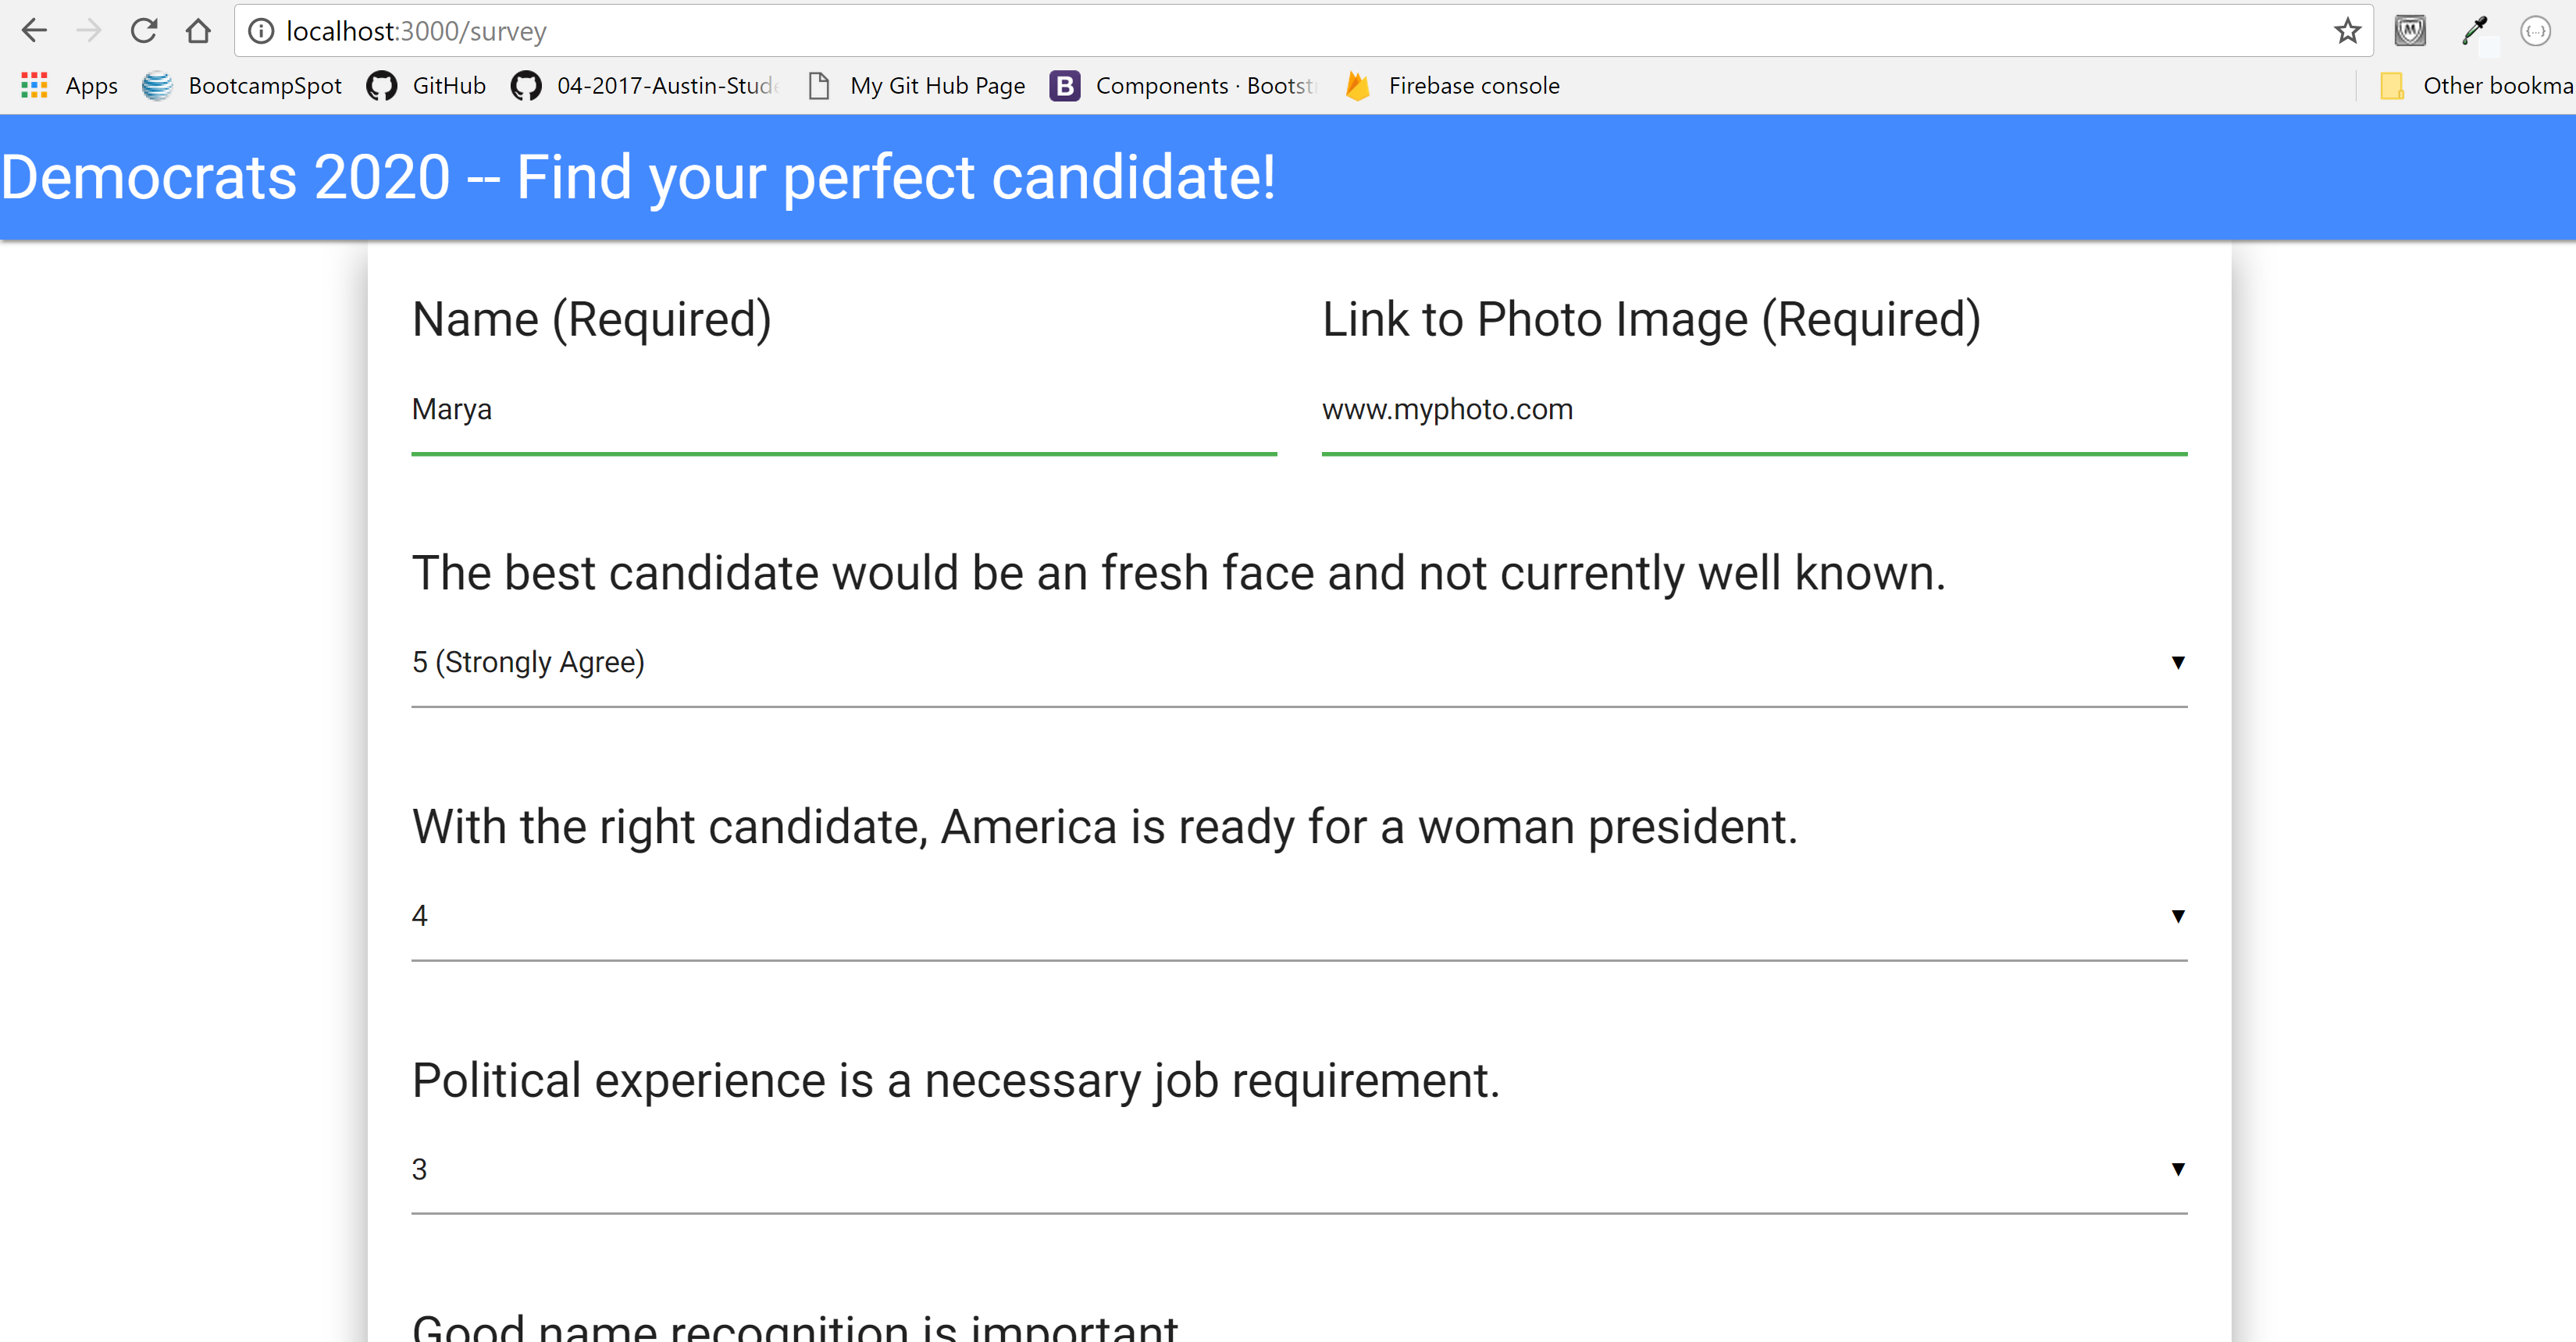 localhost:3000/survey
Apps BootcampSpot GitHub 04-2017-Austin-Stud My Git Hub Page B Components · Bootst Firebase console Other bookma
Democrats 2020 -- Find your perfect candidate!
Name (Required) Link to Photo Image (Required)
Marya www.myphoto.com
The best candidate would be an fresh face and not currently well known.
5 (Strongly Agree)
With the right candidate, America is ready for a woman president.
4
Political experience is a necessary job requirement.
3
Good name recognition is important